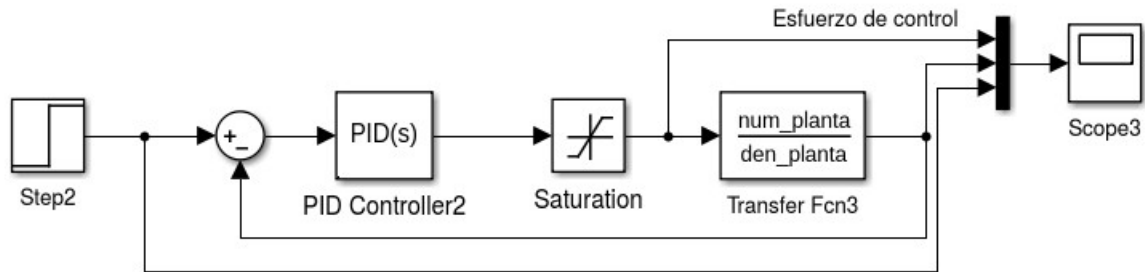 Esfuerzo de control
Step2
+
−
PID(s)
PID Controller2
Saturation
num_planta
den_planta
Transfer Fcn3
Scope3